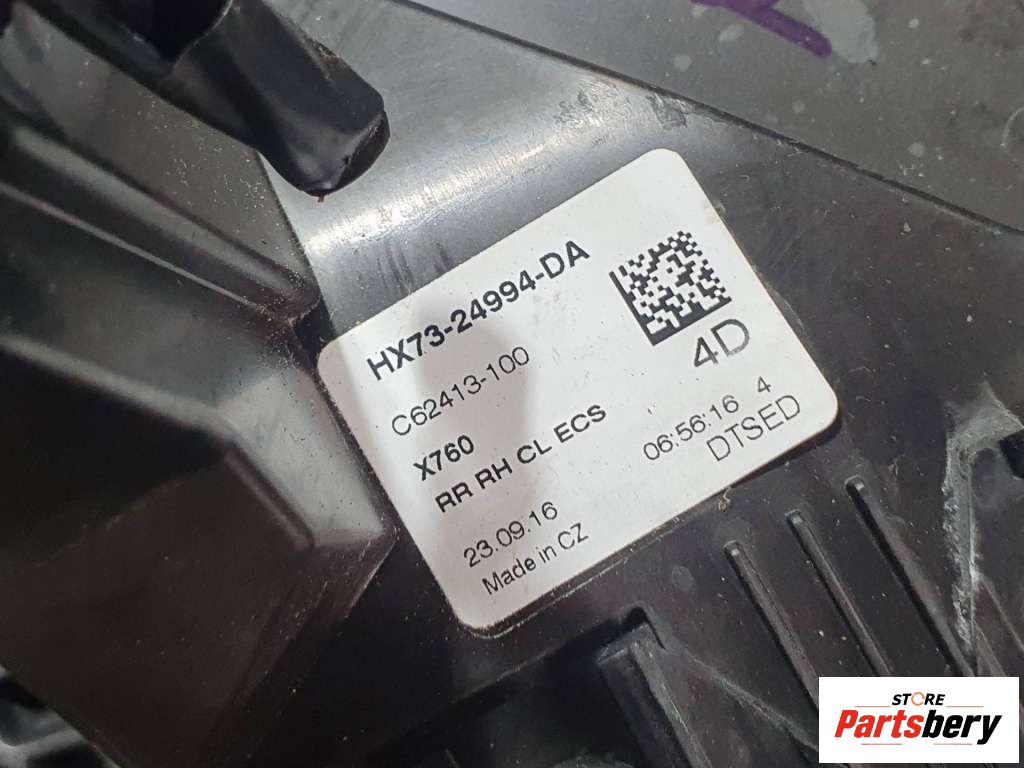 HX73-24994-DA
C62413-100
X760
RR RH CL ECS
23.09.16
Made in CZ
4D
06:56:16 4
DTSED
STORE
Partsbery